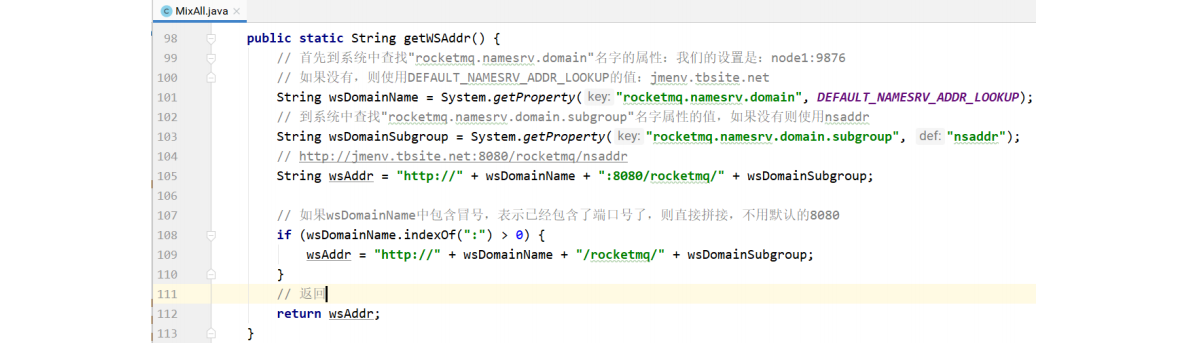 MixAll.java ×
98 public static String getWSAddr() {
99 // 首先到系统中查找"rocketmq.namesrv.domain"名字的属性：我们的设置是：node1:9876
100 // 如果没有，则使用DEFAULT_NAMESRV_ADDR_LOOKUP的值：jmenv.tbsite.net
101 String wsDomainName = System.getProperty( key: "rocketmq.namesrv.domain", DEFAULT_NAMESRV_ADDR_LOOKUP);
102 // 到系统中查找"rocketmq.namesrv.domain.subgroup"名字属性的值，如果没有则使用nsaddr
103 String wsDomainSubgroup = System.getProperty( key: "rocketmq.namesrv.domain.subgroup", def: "nsaddr");
104 // http://jmenv.tbsite.net:8080/rocketmq/nsaddr
105 String wsAddr = "http://" + wsDomainName + ":8080/rocketmq/" + wsDomainSubgroup;
106
107 // 如果wsDomainName中包含冒号，表示已经包含了端口号了，则直接拼接，不用默认的8080
108 if (wsDomainName.indexOf(":") > 0) {
109 wsAddr = "http://" + wsDomainName + "/rocketmq/" + wsDomainSubgroup;
110 }
111 // 返回
112 return wsAddr;
113 }